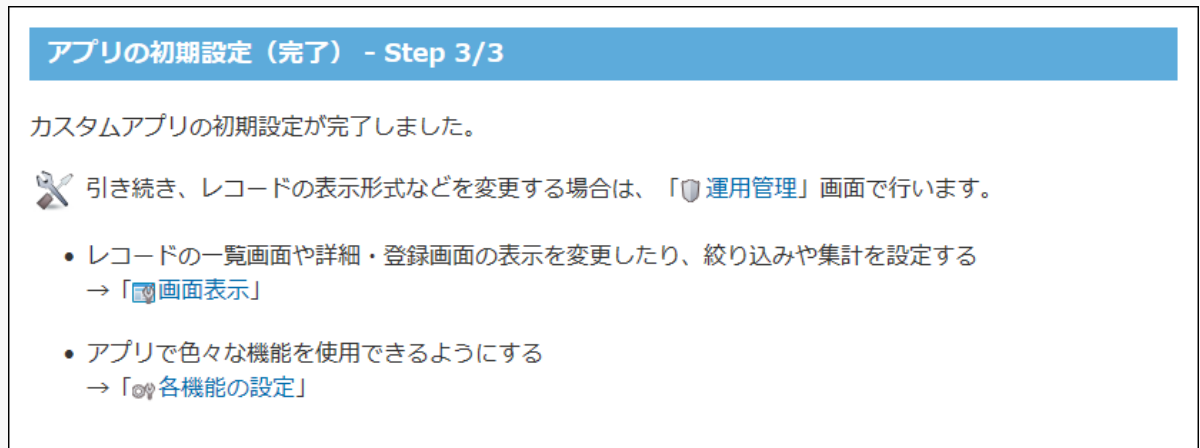 アプリの初期設定（完了） - Step 3/3
カスタムアプリの初期設定が完了しました。
引き続き、レコードの表示形式などを変更する場合は、「運用管理」画面で行います。
• レコードの一覧画面や詳細・登録画面の表示を変更したり、絞り込みや集計を設定する
→「画面表示」
• アプリで色々な機能を使用できるようにする
→「各機能の設定」